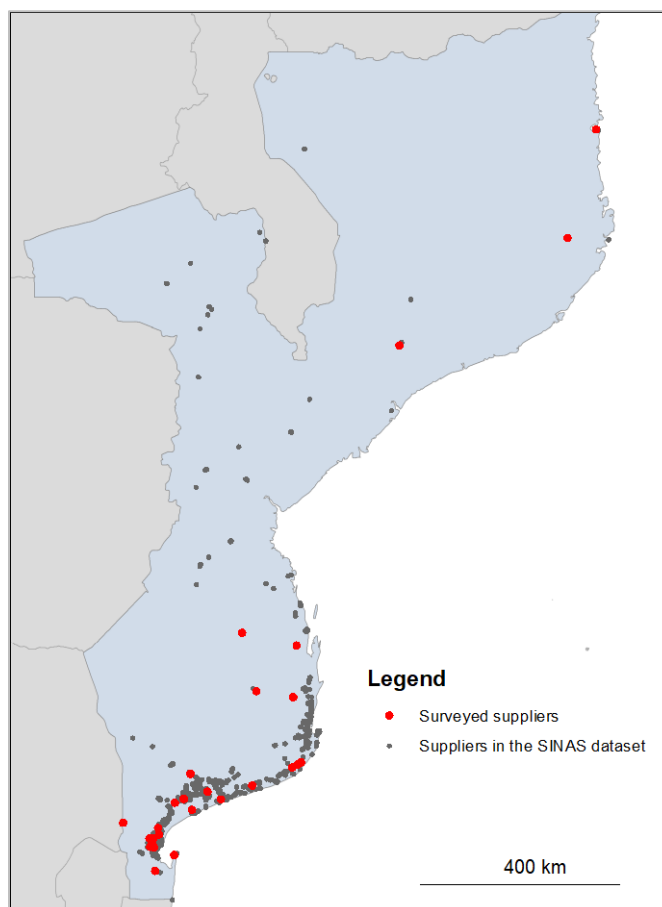 Legend
Surveyed suppliers
Suppliers in the SINAS dataset
400 km